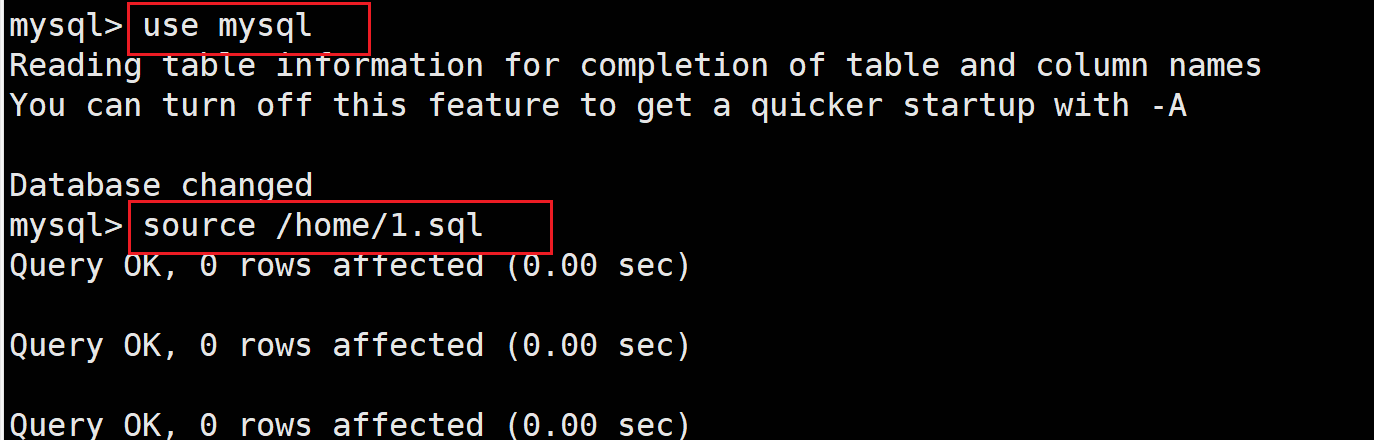 mysql> use mysql
Reading table information for completion of table and column names
You can turn off this feature to get a quicker startup with -A
Database changed
mysql> source /home/1.sql
Query OK, 0 rows affected (0.00 sec)
Query OK, 0 rows affected (0.00 sec)
Query OK, 0 rows affected (0.00 sec)